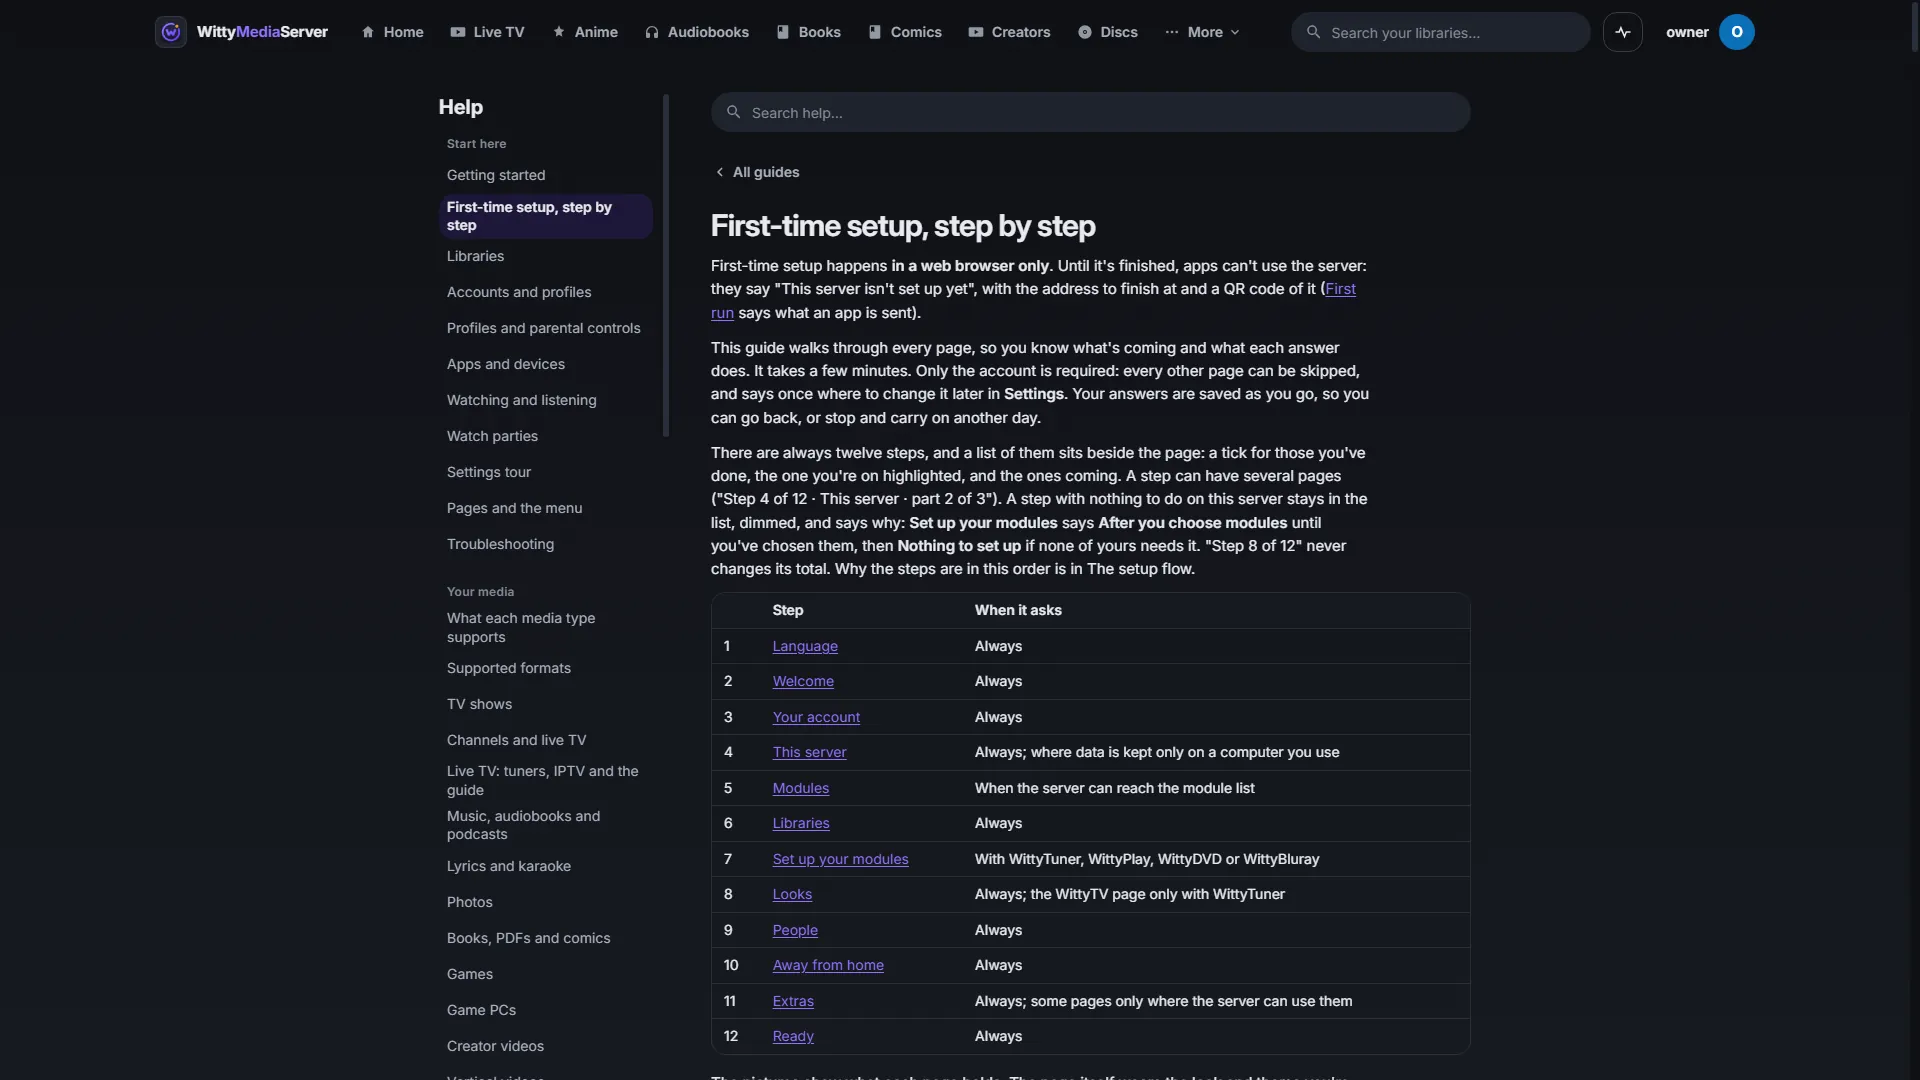 WittyMediaServer
Home
Live TV
Anime
Audiobooks
Books
Comics
Creators
Discs
More
Search your libraries...
owner
O
Help
Start here
Getting started
First-time setup, step by
step
Libraries
Accounts and profiles
Profiles and parental controls
Apps and devices
Watching and listening
Watch parties
Settings tour
Pages and the menu
Troubleshooting
Your media
What each media type
supports
Supported formats
TV shows
Channels and live TV
Live TV: tuners, IPTV and the
guide
Music, audiobooks and
podcasts
Lyrics and karaoke
Photos
Books, PDFs and comics
Games
Game PCs
Creator videos
Search help...
All guides
First-time setup, step by step
First-time setup happens in a web browser only. Until it's finished, apps can't use the server:
they say "This server isn't set up yet", with the address to finish at and a QR code of it (First
run says what an app is sent).
This guide walks through every page, so you know what's coming and what each answer
does. It takes a few minutes. Only the account is required: every other page can be skipped,
and says once where to change it later in Settings. Your answers are saved as you go, so you
can go back, or stop and carry on another day.
There are always twelve steps, and a list of them sits beside the page: a tick for those you've
done, the one you're on highlighted, and the ones coming. A step can have several pages
("Step 4 of 12 · This server · part 2 of 3"). A step with nothing to do on this server stays in the
list, dimmed, and says why: Set up your modules says After you choose modules until
you've chosen them, then Nothing to set up if none of yours needs it. "Step 8 of 12" never
changes its total. Why the steps are in this order is in The setup flow.
Step When it asks
1 Language Always
2 Welcome Always
3 Your account Always
4 This server Always; where data is kept only on a computer you use
5 Modules When the server can reach the module list
6 Libraries Always
7 Set up your modules With WittyTuner, WittyPlay, WittyDVD or WittyBluray
8 Looks Always; the WittyTV page only with WittyTuner
9 People Always
10 Away from home Always
11 Extras Always; some pages only where the server can use them
12 Ready Always